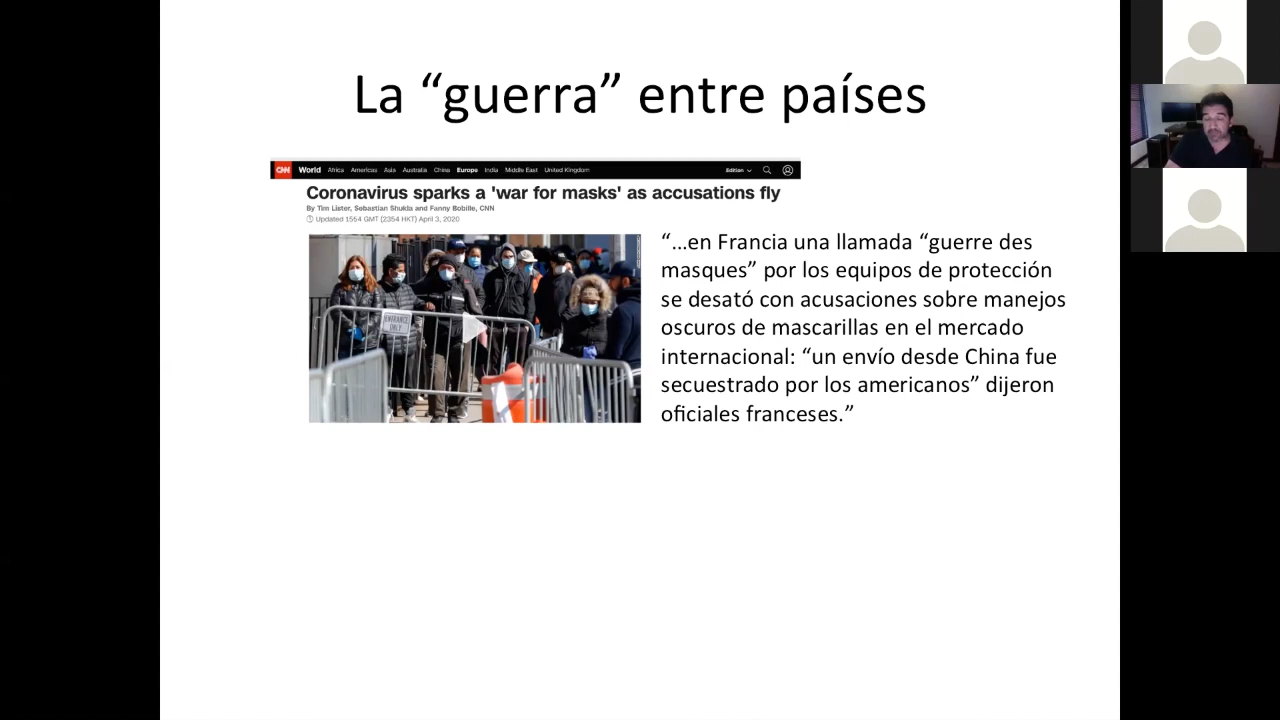 La “guerra” entre países
CNN World Africa Americas Asia Australia China Europe India Middle East United Kingdom Edition
Coronavirus sparks a 'war for masks' as accusations fly
By Tim Lister, Sebastian Shukla and Fanny Bobille, CNN
Updated 1554 GMT (2354 HKT) April 3, 2020
ENTRANCE
ONLY
“...en Francia una llamada “guerre des
masques” por los equipos de protección
se desató con acusaciones sobre manejos
oscuros de mascarillas en el mercado
internacional: “un envío desde China fue
secuestrado por los americanos” dijeron
oficiales franceses.”